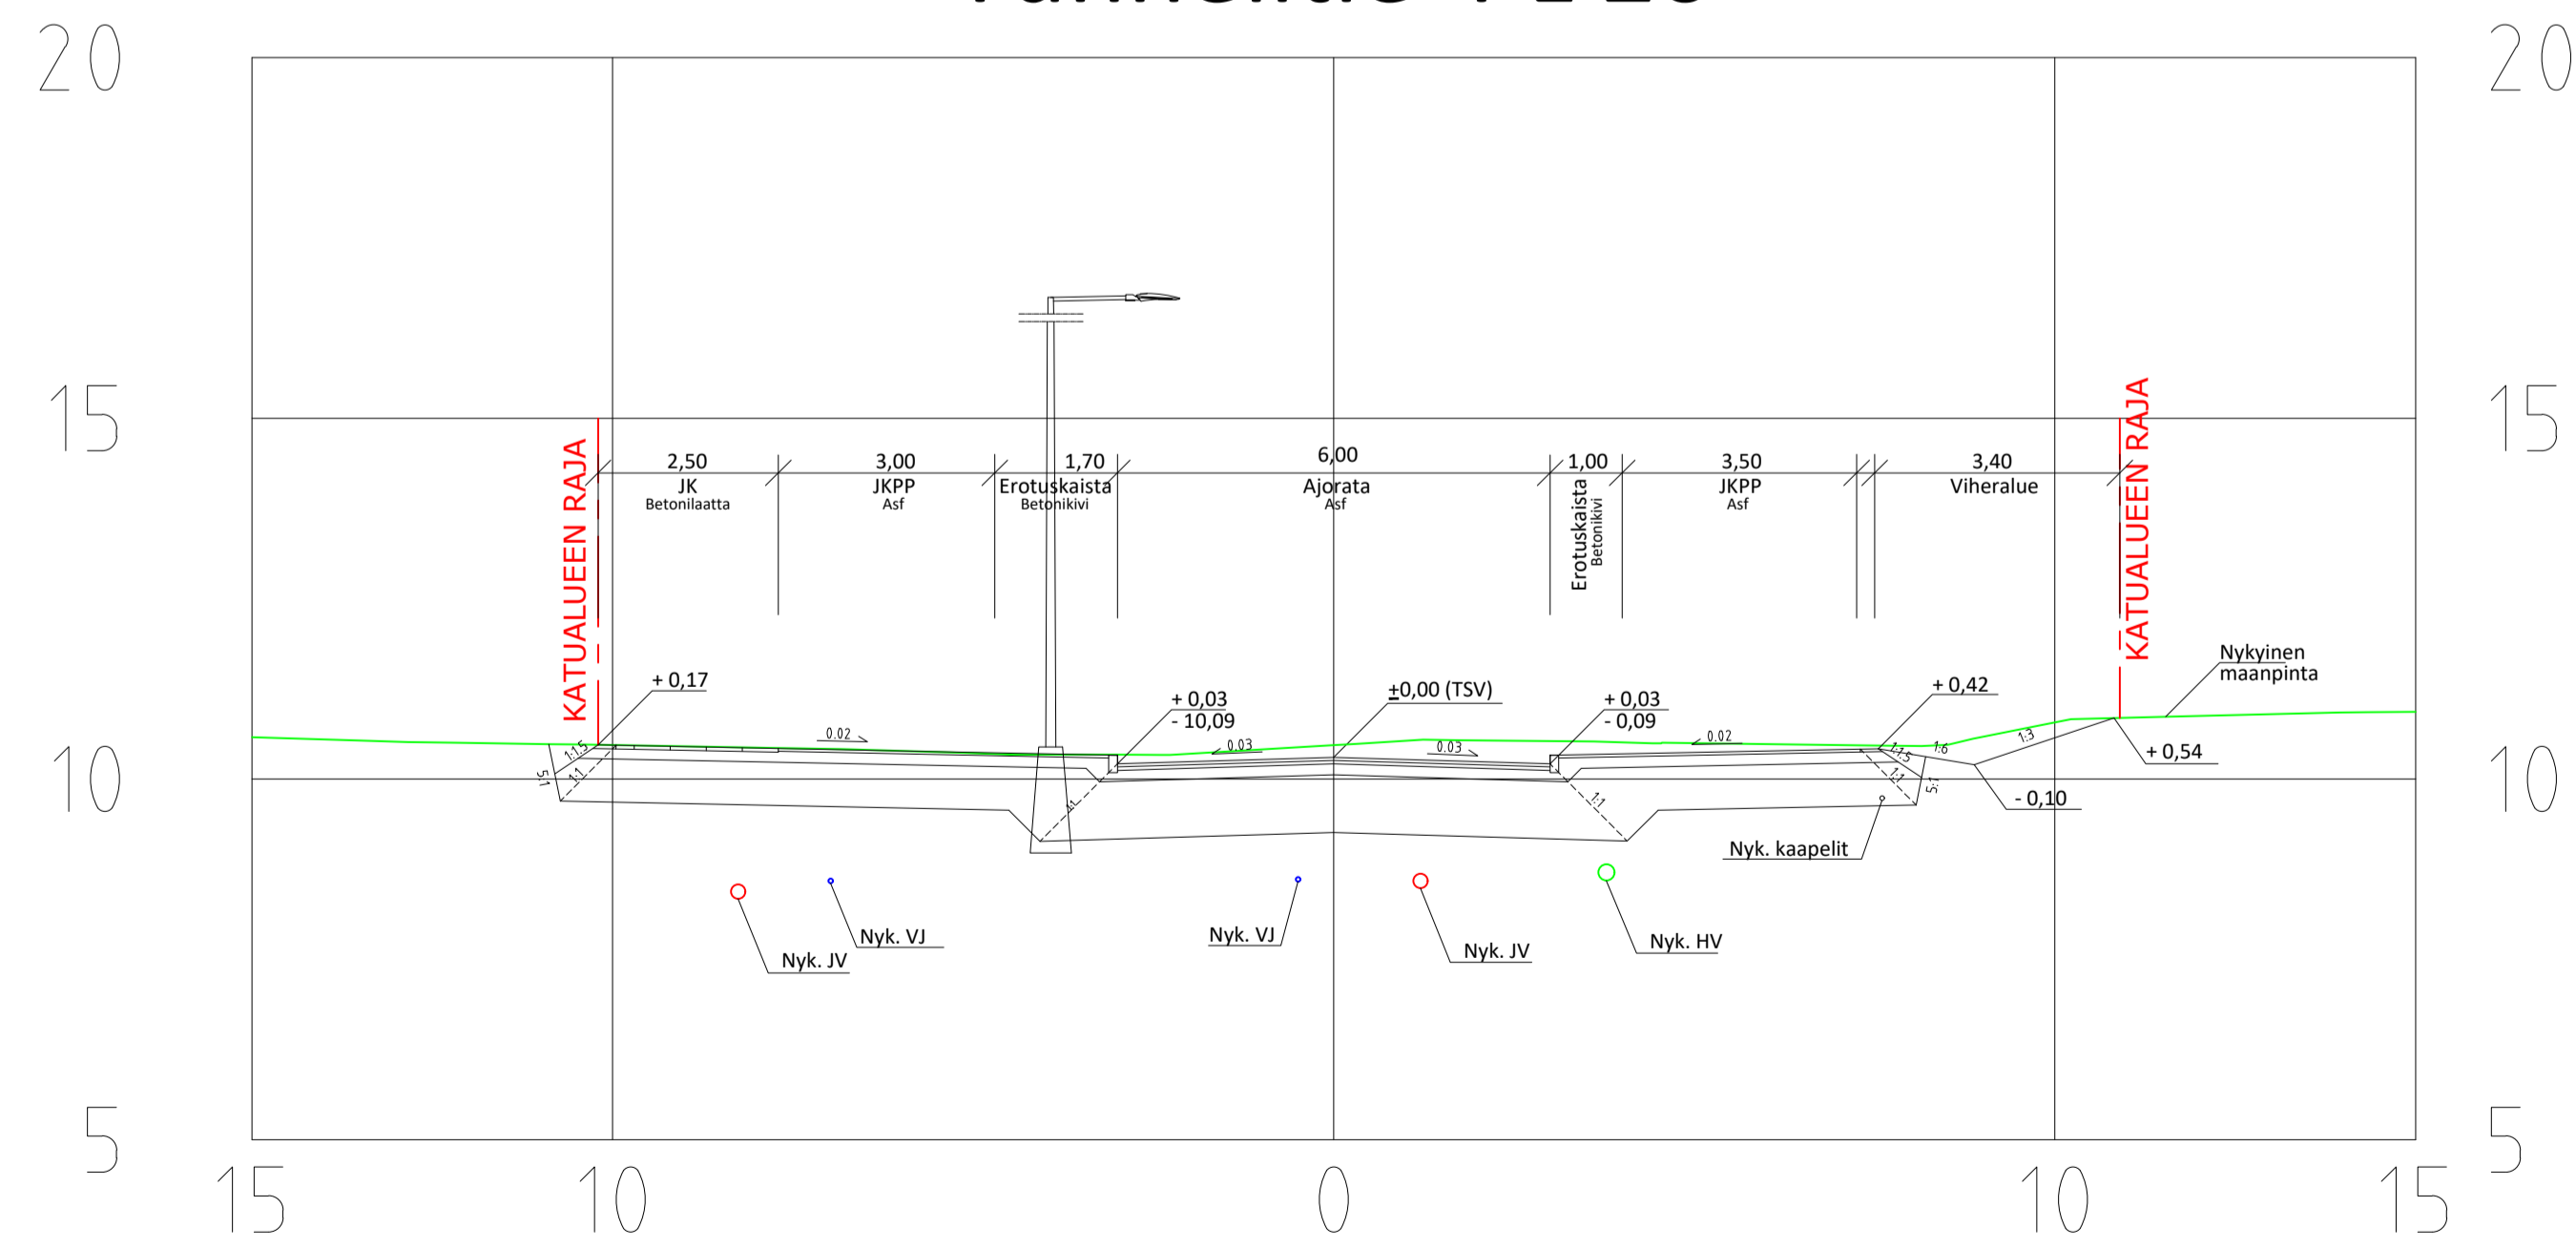 20
20
15
15
KATUALUEEN RAJA
KATUALUEEN RAJA
2,50
JK
Betonilaatta
3,00
JKPP
Asf
1,70
Erotuskaista
Betonikivi
6,00
Ajorata
Asf
1,00
Erotuskaista
Betonikivi
3,50
JKPP
Asf
3,40
Viheralue
Nykyinen
maanpinta
+ 0,17
+ 0,03
- 10,09
±0,00 (TSV)
+ 0,03
- 0,09
+ 0,42
+ 0,54
- 0,10
0.02
0.03
0.03
0.02
1:1.5
1:1
5:1
1:1
1:1
1:1.5
1:1
5:1
1:6
1:3
10
10
Nyk. kaapelit
Nyk. JV
Nyk. VJ
Nyk. VJ
Nyk. JV
Nyk. HV
5
5
15
10
0
10
15